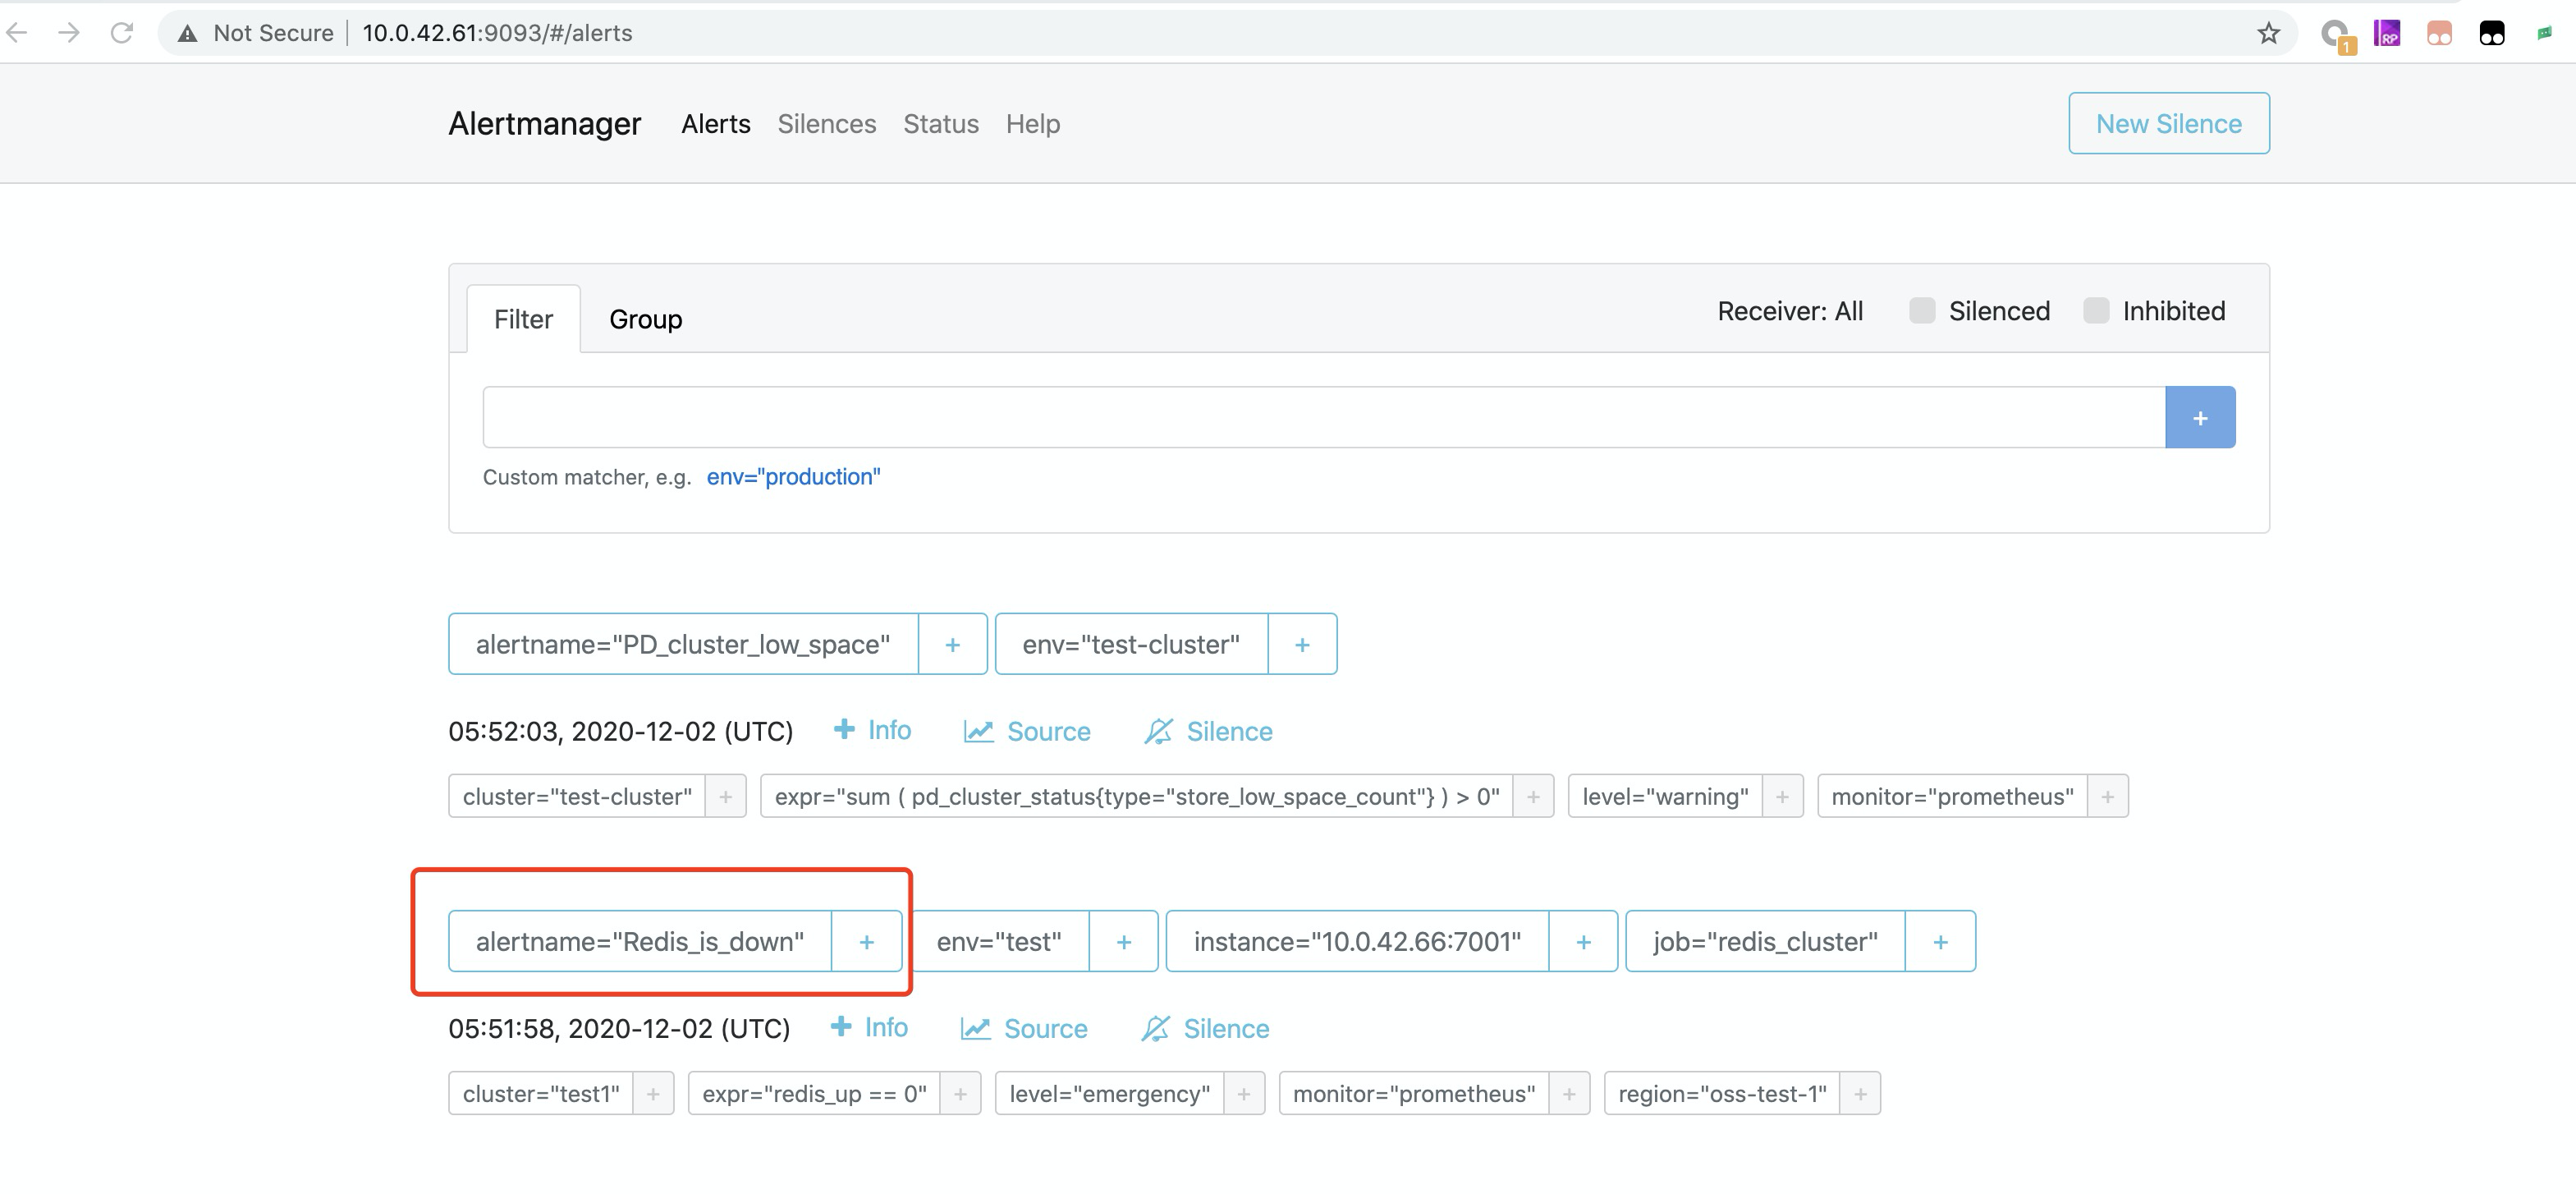 Not Secure | 10.0.42.61:9093/#/alerts
1 RP
Alertmanager Alerts Silences Status Help New Silence
Filter Group Receiver: All Silenced Inhibited
+
Custom matcher, e.g. env="production"
alertname="PD_cluster_low_space" + env="test-cluster" +
05:52:03, 2020-12-02 (UTC) + Info Source Silence
cluster="test-cluster" + expr="sum ( pd_cluster_status{type="store_low_space_count"} ) > 0" + level="warning" + monitor="prometheus" +
alertname="Redis_is_down" + env="test" + instance="10.0.42.66:7001" + job="redis_cluster" +
05:51:58, 2020-12-02 (UTC) + Info Source Silence
cluster="test1" + expr="redis_up == 0" + level="emergency" + monitor="prometheus" + region="oss-test-1" +